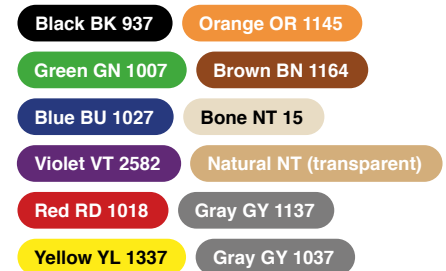 Black BK 937 Orange OR 1145
Green GN 1007 Brown BN 1164
Blue BU 1027 Bone NT 15
Violet VT 2582 Natural NT (transparent)
Red RD 1018 Gray GY 1137
Yellow YL 1337 Gray GY 1037